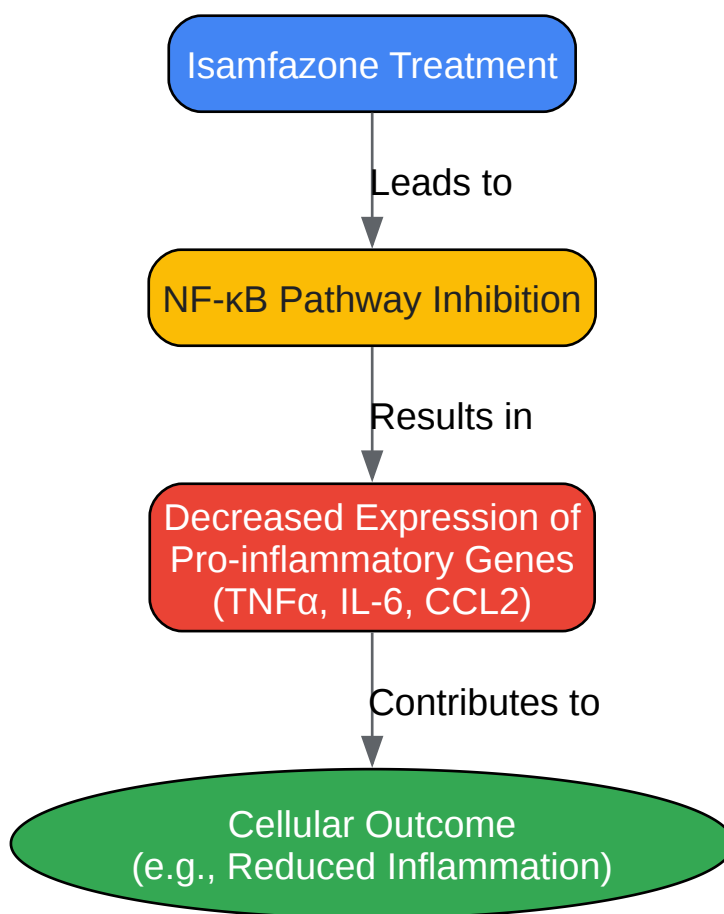 Isamfazone Treatment
Leads to
NF-κB Pathway Inhibition
Results in
Decreased Expression of
Pro-inflammatory Genes
(TNFα, IL-6, CCL2)
Contributes to
Cellular Outcome
(e.g., Reduced Inflammation)